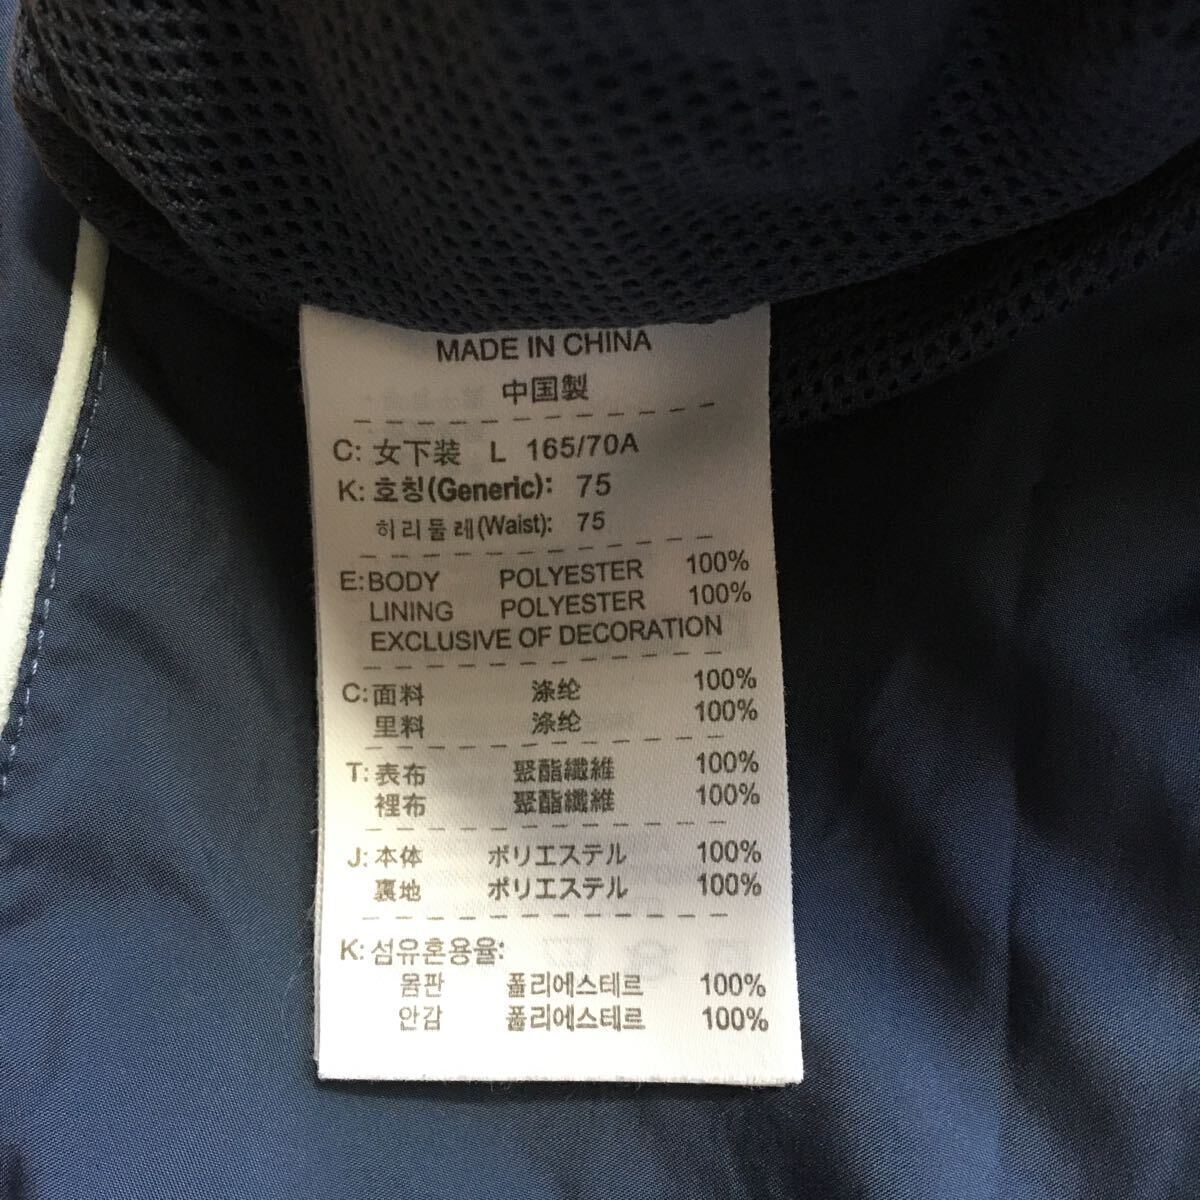 MADE IN CHINA
中国製
C: 女下装 L 165/70A
K: 호칭(Generic): 75
허리둘레(Waist): 75
E: BODY POLYESTER 100%
LINING POLYESTER 100%
EXCLUSIVE OF DECORATION
C: 面料 涤纶 100%
里料 涤纶 100%
T: 表布 聚酯纖維 100%
裡布 聚酯纖維 100%
J: 本体 ポリエステル 100%
裏地 ポリエステル 100%
K: 섬유혼용율:
몸판 폴리에스테르 100%
안감 폴리에스테르 100%